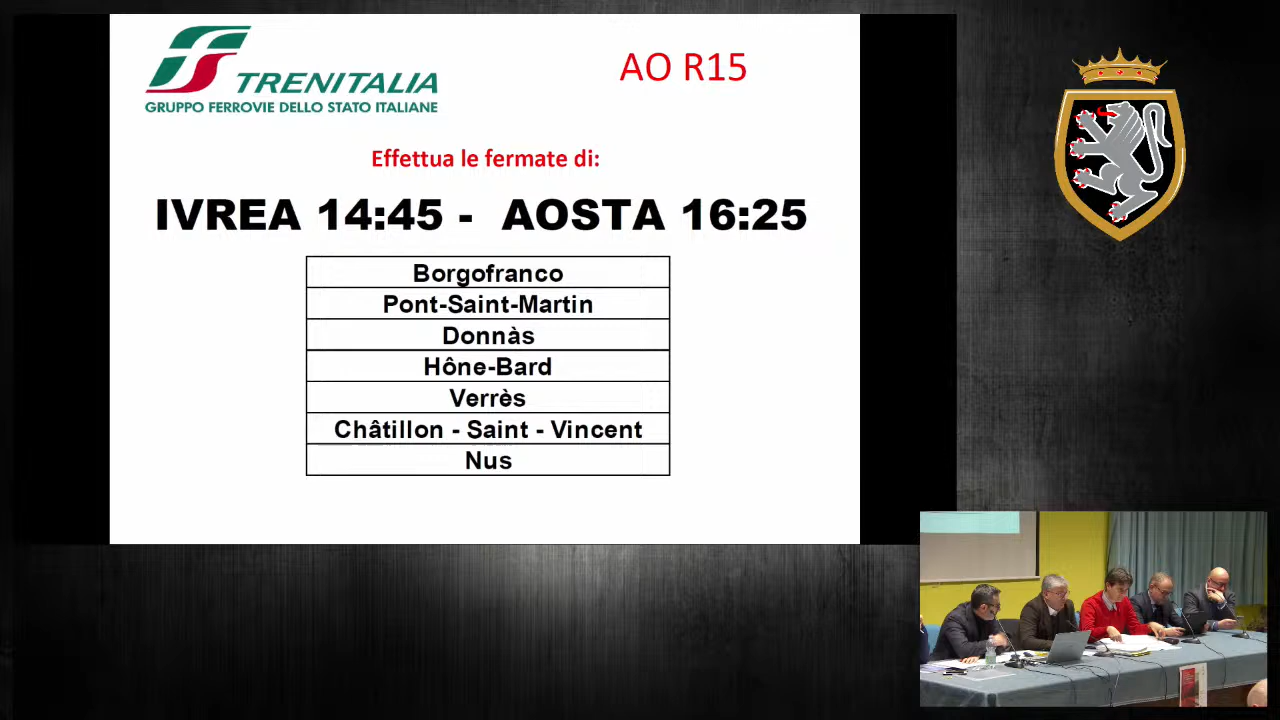 TRENITALIA
GRUPPO FERROVIE DELLO STATO ITALIANE
AO R15
Effettua le fermate di:
IVREA 14:45 - AOSTA 16:25
Borgofranco
Pont-Saint-Martin
Donnàs
Hône-Bard
Verrès
Châtillon - Saint - Vincent
Nus